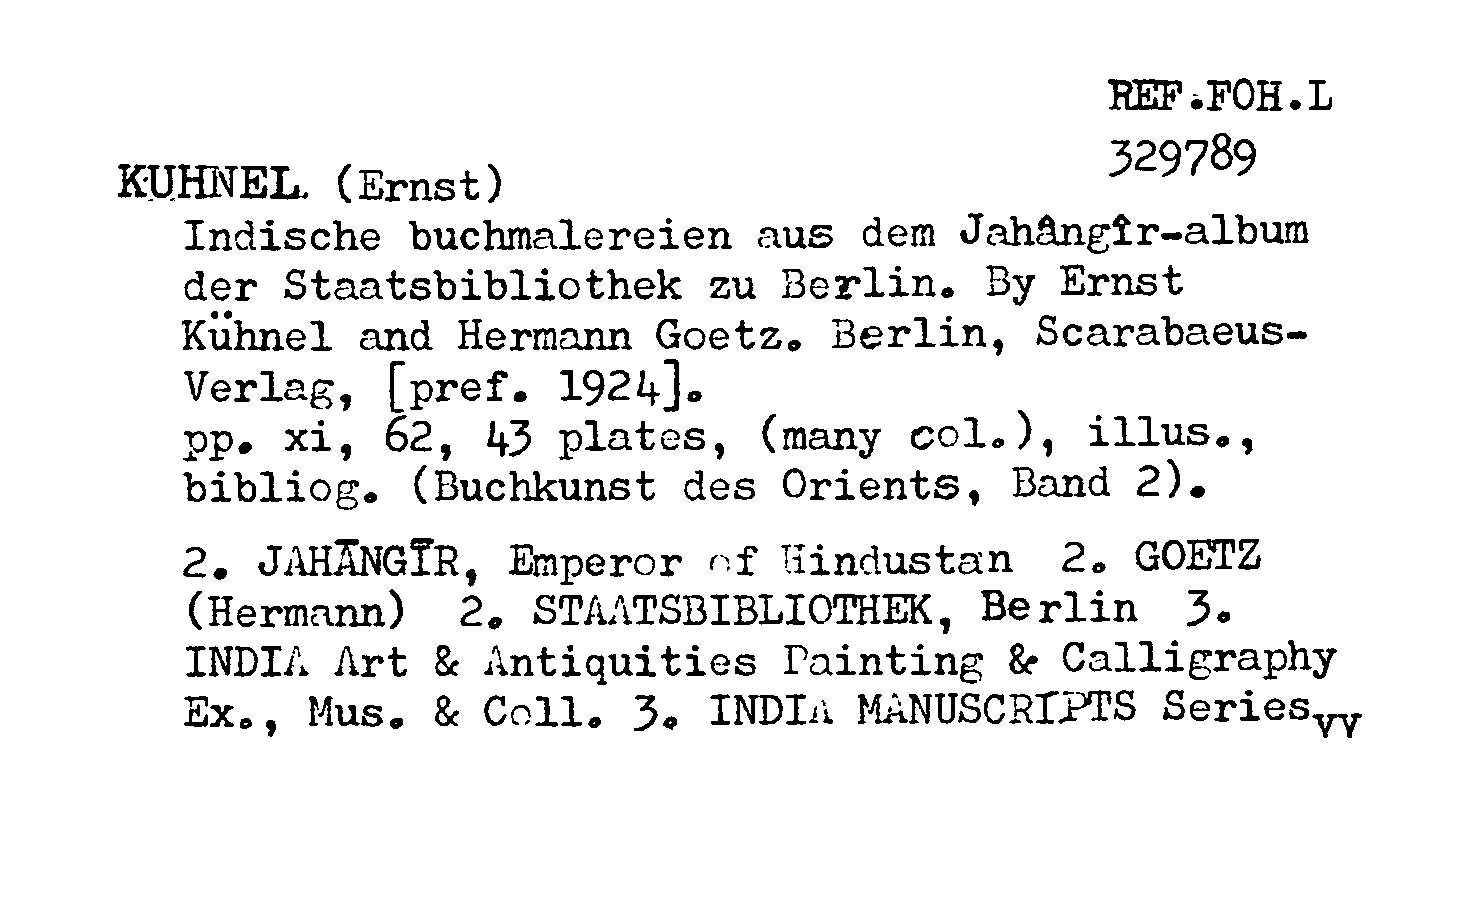 REF.FOH.L
329789
KUHNEL. (Ernst)
Indische buchmalereien aus dem Jahângîr-album
der Staatsbibliothek zu Berlin. By Ernst
Kühnel and Hermann Goetz. Berlin, Scarabaeus-
Verlag, [pref. 1924].
pp. xi, 62, 43 plates, (many col.), illus.,
bibliog. (Buchkunst des Orients, Band 2).
2. JAHĀNGĪR, Emperor of Hindustan 2. GOETZ
(Hermann) 2. STAATSBIBLIOTHEK, Berlin 3.
INDIA Art & Antiquities Painting & Calligraphy
Ex., Mus. & Coll. 3. INDIA MANUSCRIPTS Series vv